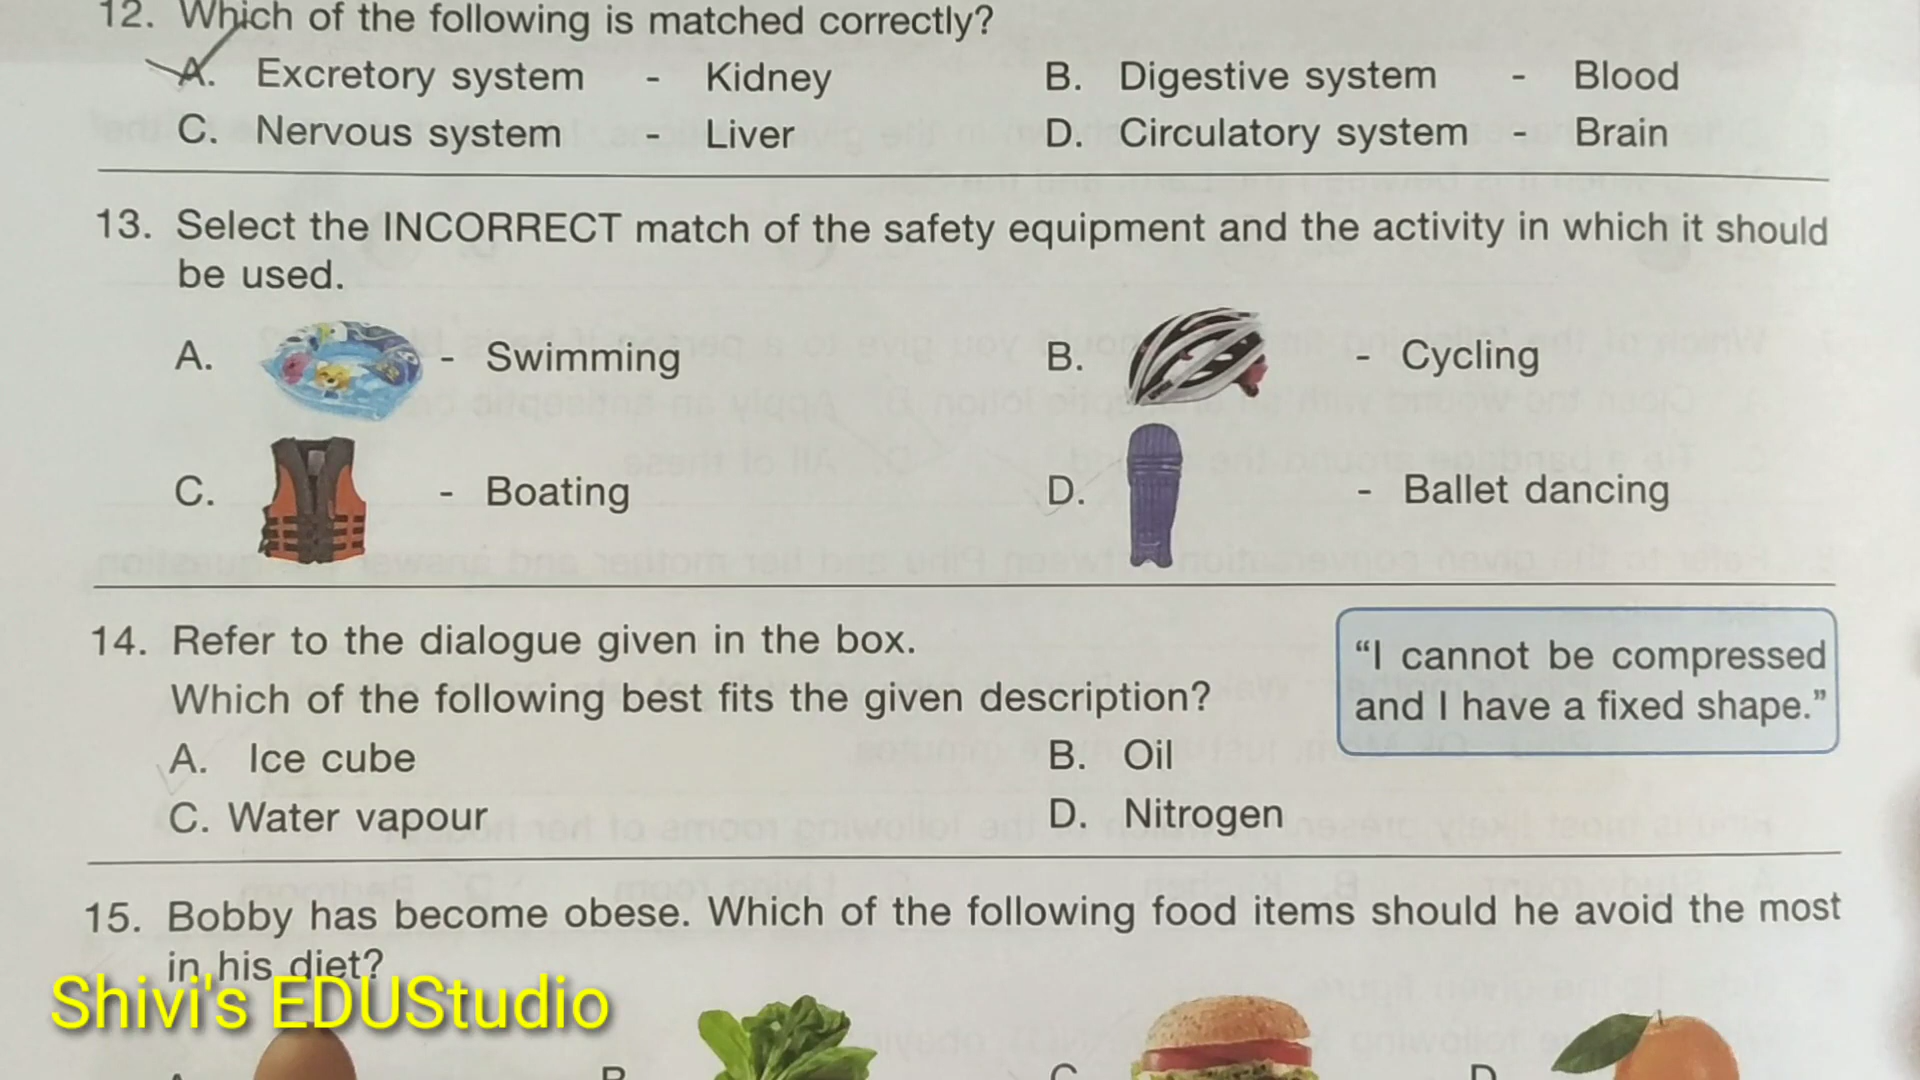 12. Which of the following is matched correctly?
A. Excretory system - Kidney B. Digestive system - Blood
C. Nervous system - Liver D. Circulatory system - Brain
13. Select the INCORRECT match of the safety equipment and the activity in which it should
be used.
A. - Swimming B. - Cycling
C. - Boating D. - Ballet dancing
14. Refer to the dialogue given in the box.
Which of the following best fits the given description?
"I cannot be compressed
and I have a fixed shape."
A. Ice cube B. Oil
C. Water vapour D. Nitrogen
15. Bobby has become obese. Which of the following food items should he avoid the most
in his diet?
Shivi's EDUStudio